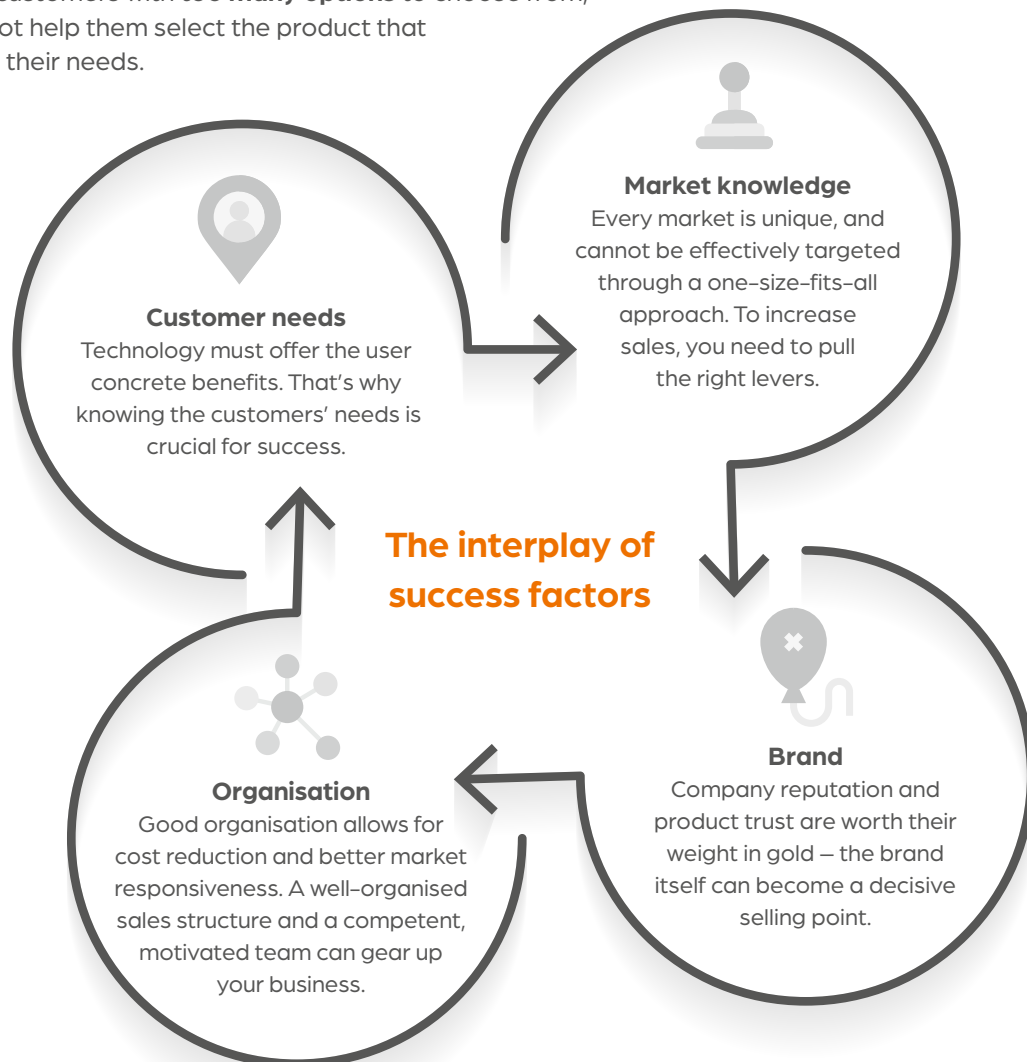 customers with too many options to choose from,
ot help them select the product that
their needs.
Customer needs
Technology must offer the user
concrete benefits. That's why
knowing the customers' needs is
crucial for success.
Market knowledge
Every market is unique, and
cannot be effectively targeted
through a one-size-fits-all
approach. To increase
sales, you need to pull
the right levers.
The interplay of
success factors
Brand
Company reputation and
product trust are worth their
weight in gold – the brand
itself can become a decisive
selling point.
Organisation
Good organisation allows for
cost reduction and better market
responsiveness. A well-organised
sales structure and a competent,
motivated team can gear up
your business.